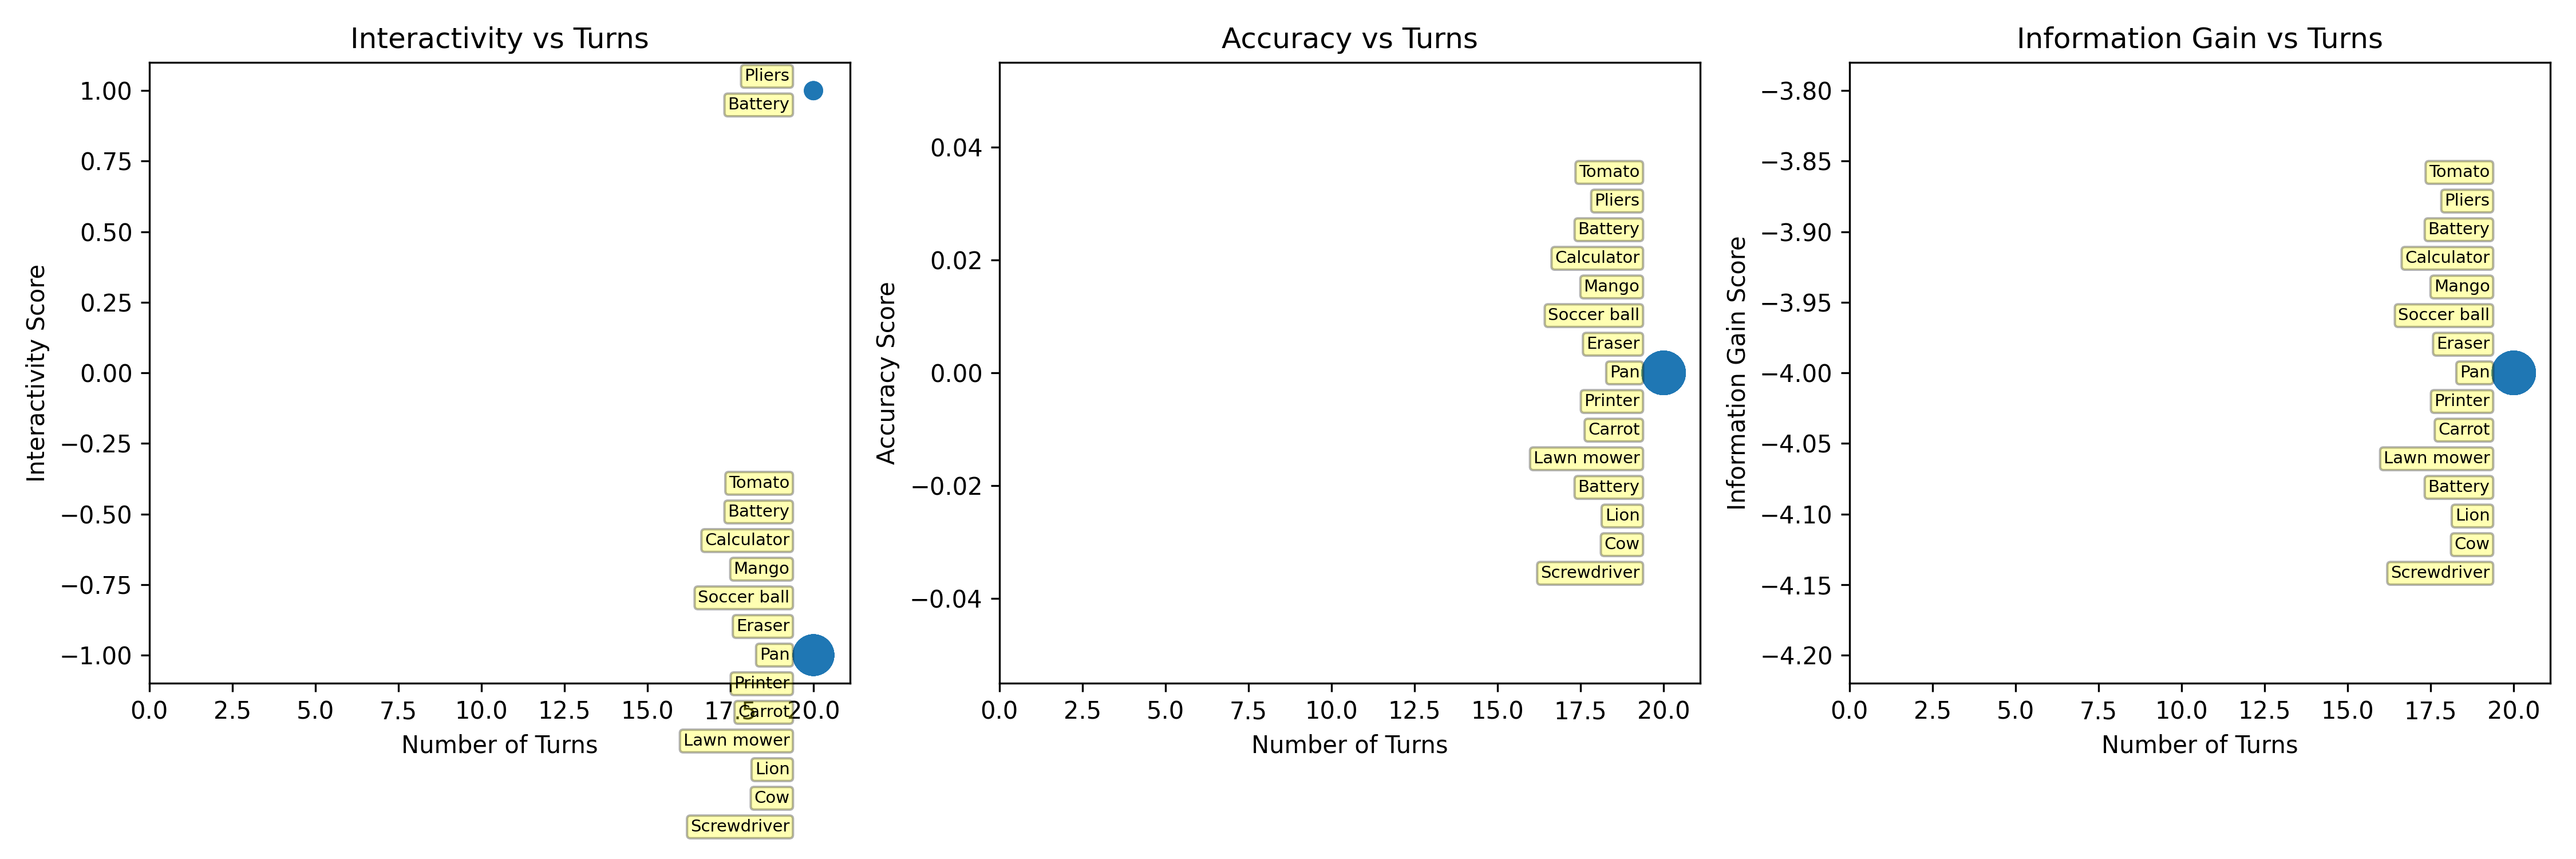 Interactivity vs Turns
Interactivity Score
1.00
0.75
0.50
0.25
0.00
−0.25
−0.50
−0.75
−1.00
Pliers
Battery
Tomato
Battery
Calculator
Mango
Soccer ball
Eraser
Pan
Printer
Carrot
Lawn mower
Lion
Cow
Screwdriver
0.0 2.5 5.0 7.5 10.0 12.5 15.0 17.5 20.0
Number of Turns
Accuracy vs Turns
Accuracy Score
0.04
0.02
0.00
−0.02
−0.04
Tomato
Pliers
Battery
Calculator
Mango
Soccer ball
Eraser
Pan
Printer
Carrot
Lawn mower
Battery
Lion
Cow
Screwdriver
0.0 2.5 5.0 7.5 10.0 12.5 15.0 17.5 20.0
Number of Turns
Information Gain vs Turns
Information Gain Score
−3.80
−3.85
−3.90
−3.95
−4.00
−4.05
−4.10
−4.15
−4.20
Tomato
Pliers
Battery
Calculator
Mango
Soccer ball
Eraser
Pan
Printer
Carrot
Lawn mower
Battery
Lion
Cow
Screwdriver
0.0 2.5 5.0 7.5 10.0 12.5 15.0 17.5 20.0
Number of Turns